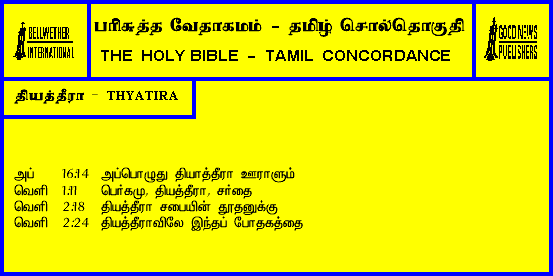 BELLWETHER
INTERNATIONAL
பரிசுத்த வேதாகமம் - தமிழ் சொல்தொகுதி
THE HOLY BIBLE - TAMIL CONCORDANCE
GOOD NEWS
PUBLISHERS
தியத்தீரா - THYATIRA
அப் 16:14 அப்பொழுது தியாத்தீரா ஊராளும்
வெளி 1:11 பெர்கமு, தியத்தீரா, சர்தை
வெளி 2:18 தியத்தீரா சபையின் தூதனுக்கு
வெளி 2:24 தியத்தீராவிலே இந்தப் போதகத்தை